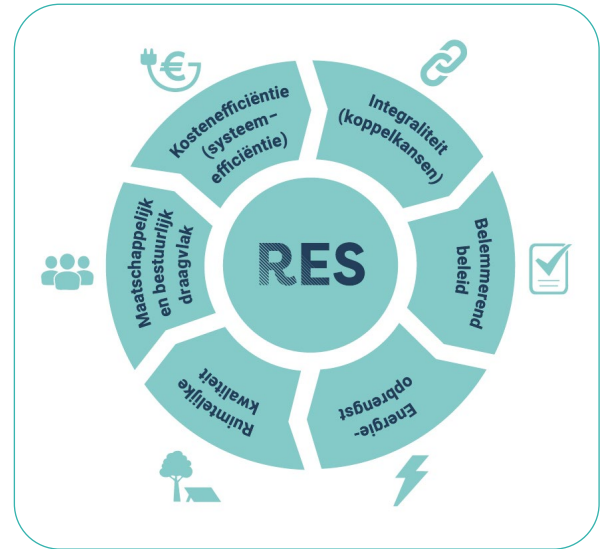 Kostenefficiëntie
(systeem-
efficiëntie)
Integraliteit
(koppelkansen)
Belemmerend
beleid
Energie-
opbrengst
Ruimtelijke
kwaliteit
Maatschappelijk
en bestuurlijk
draagvlak
RES
€